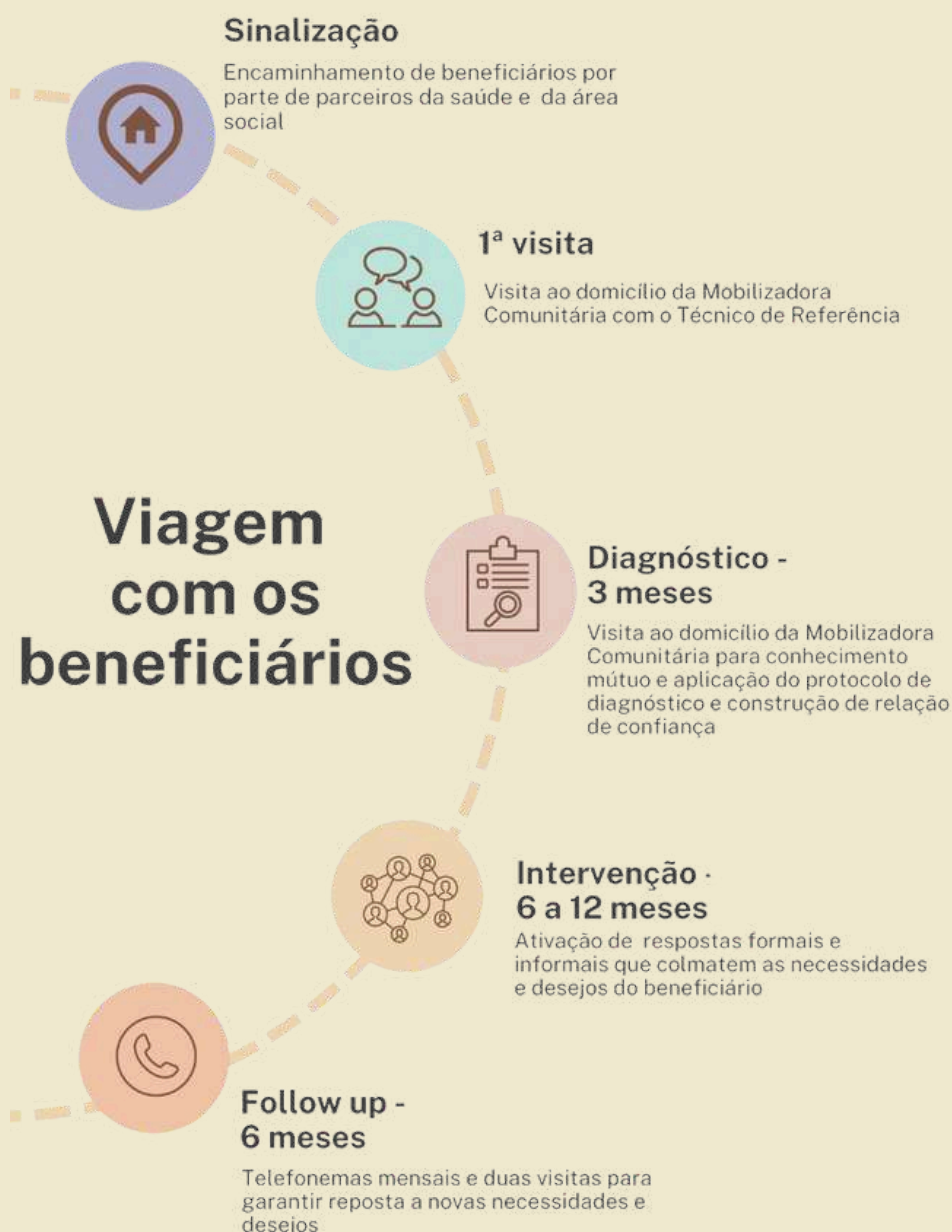 Sinalização
Encaminhamento de beneficiários por
parte de parceiros da saúde e da área
social
1ª visita
Visita ao domicílio da Mobilizadora
Comunitária com o Técnico de Referência
Viagem
com os
beneficiários
Diagnóstico -
3 meses
Visita ao domicílio da Mobilizadora
Comunitária para conhecimento
mútuo e aplicação do protocolo de
diagnóstico e construção de relação
de confiança
Intervenção ·
6 a 12 meses
Ativação de respostas formais e
informais que colmatem as necessidades
e desejos do beneficiário
Follow up -
6 meses
Telefonemas mensais e duas visitas para
garantir reposta a novas necessidades e
desejos